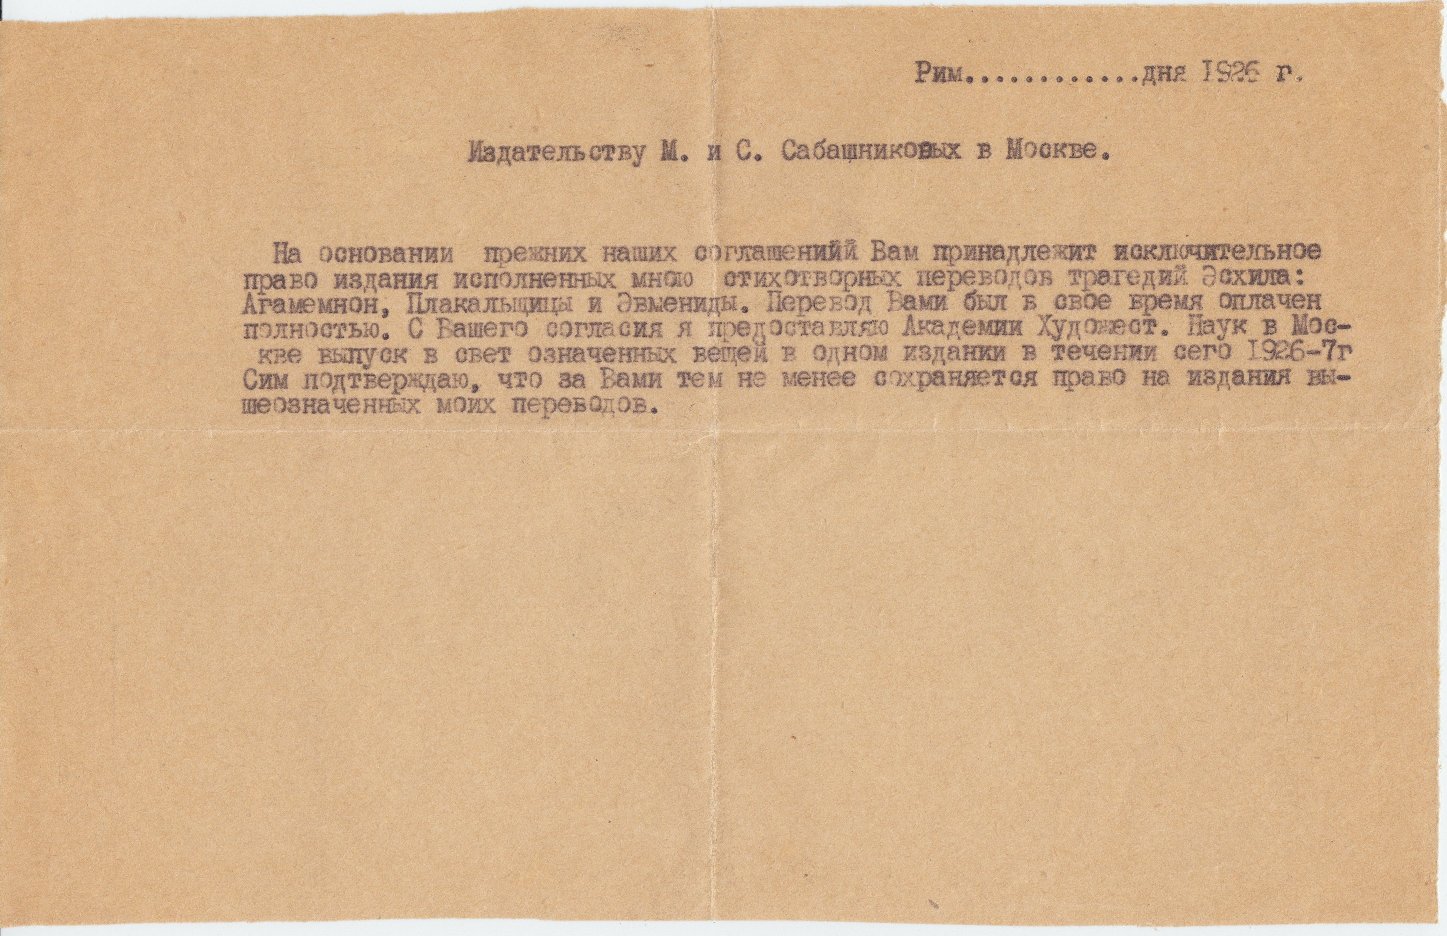 Рим............дня 1926 г.
Издательству М. и С. Сабашниковых в Москве.
На основании прежних наших соглашенийй Вам принадлежит исключительное
право издания исполненных мною стихотворных переводов трагедий Эсхила:
Агамемнон, Плакальщицы и Эвмениды. Перевод Вами был в свое время оплачен
полностью. С Вашего согласия я предоставляю Академии Художест. Наук в Мос-
кве выпуск в свет означенных вещей в одном издании в течении сего 1926-7г
Сим подтверждаю, что за Вами тем не менее сохраняется право на издания вы-
шеозначенных моих переводов.